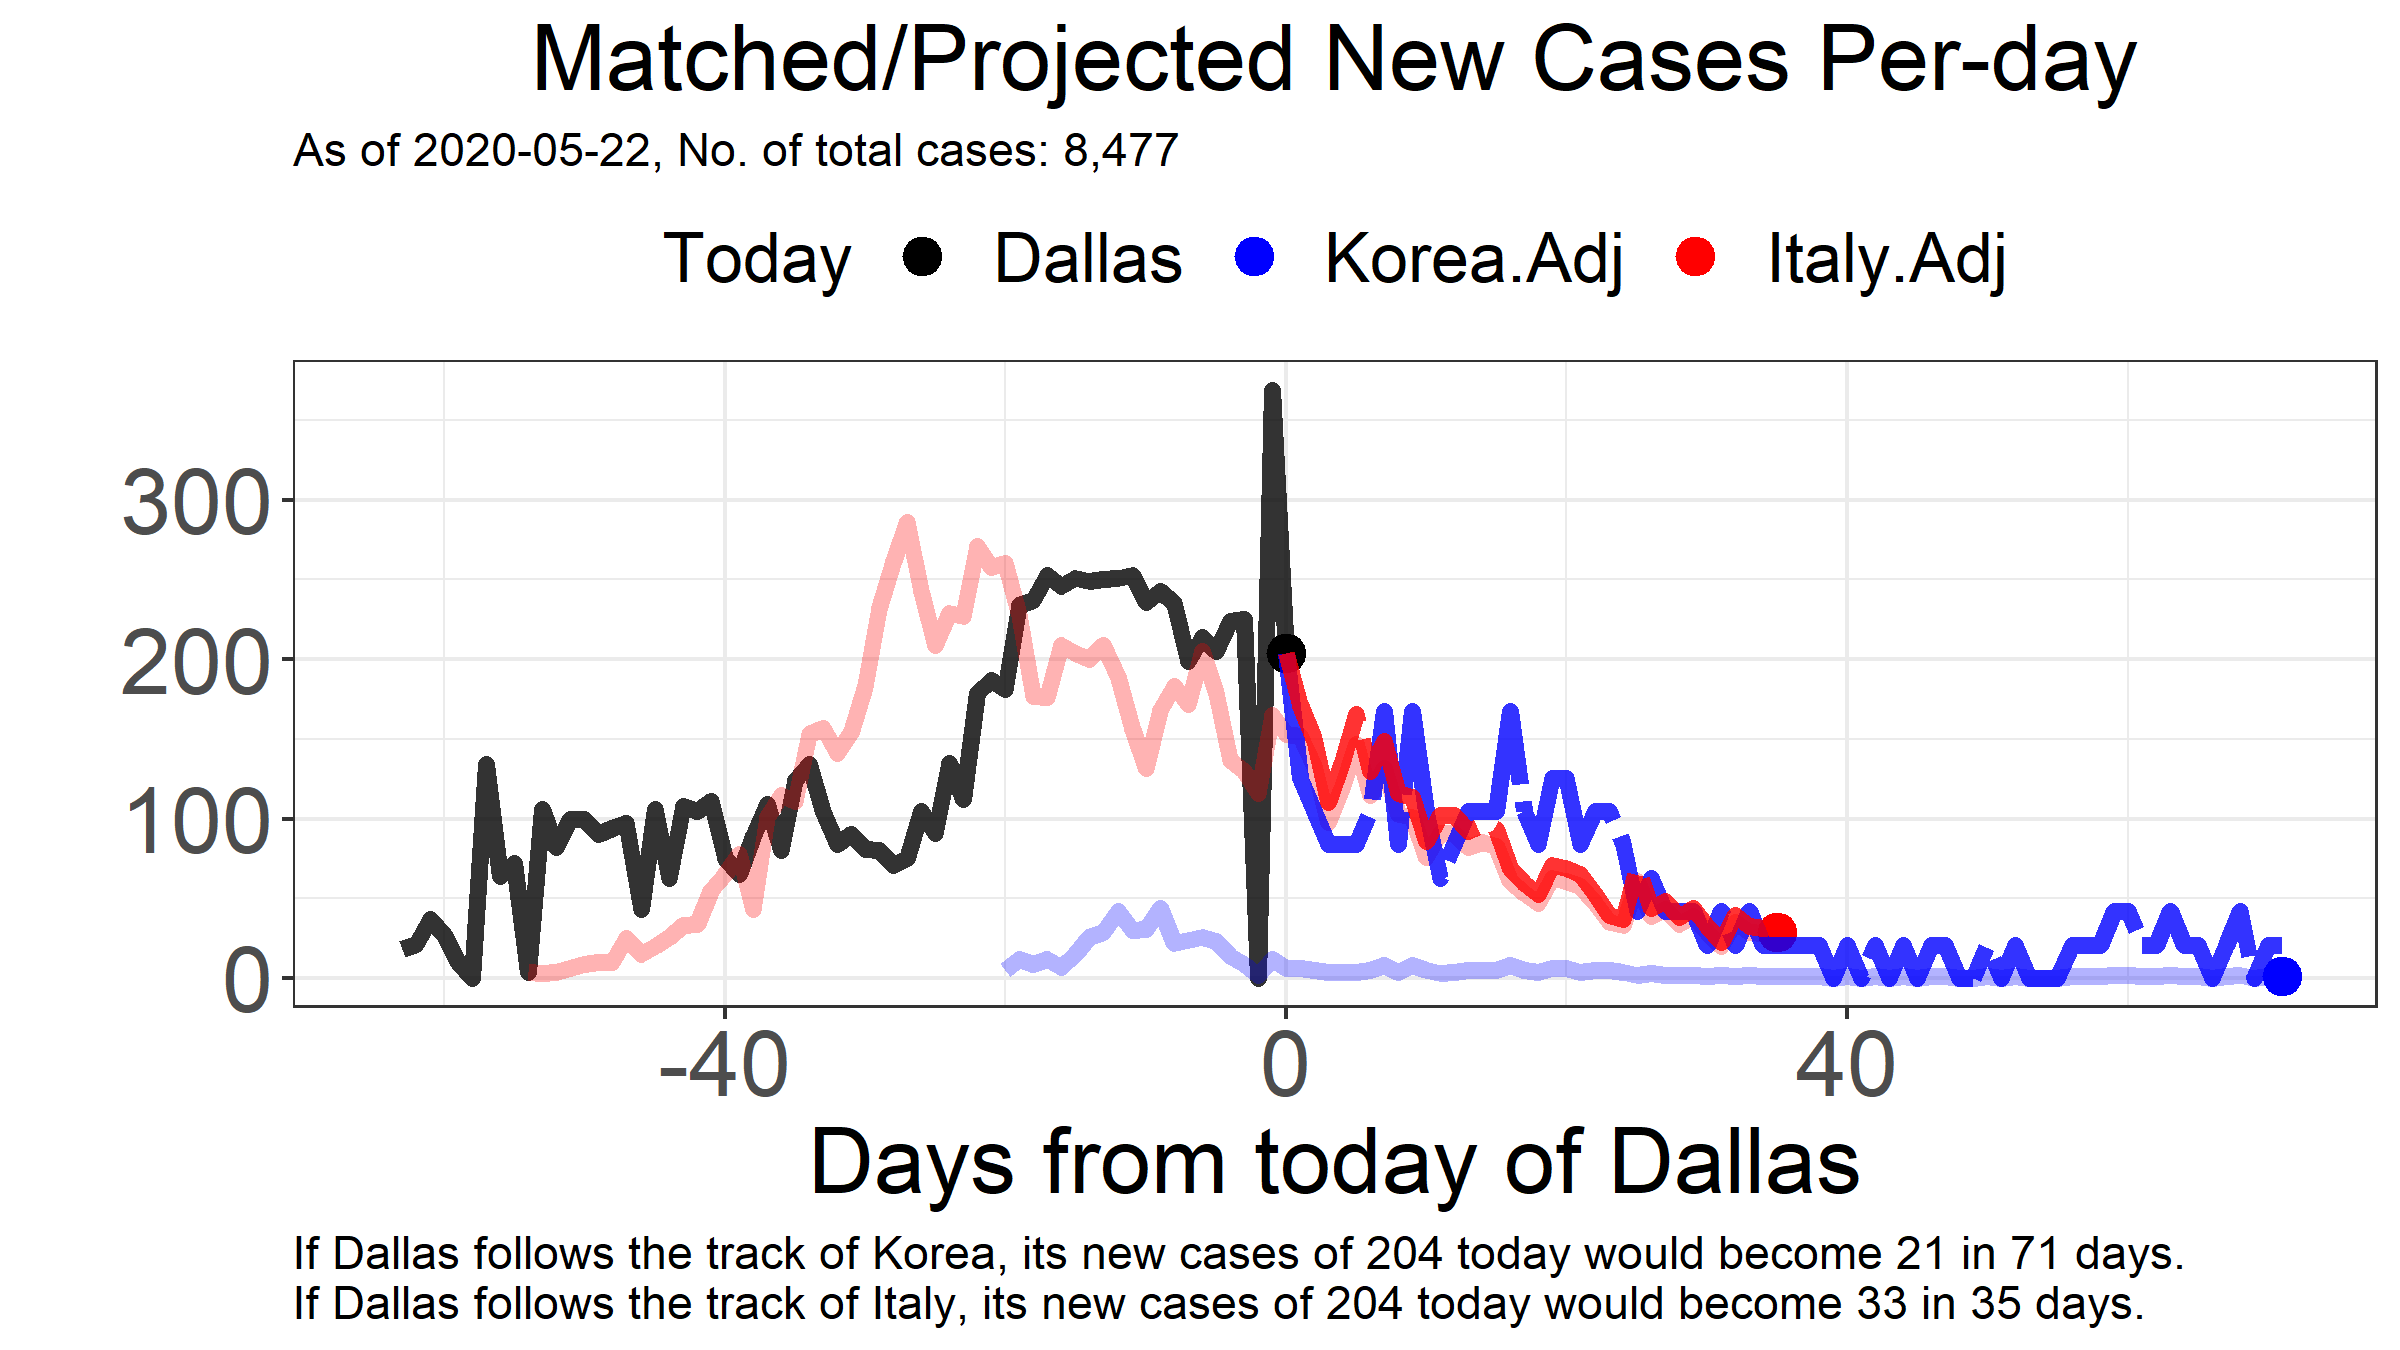 Matched/Projected New Cases Per-day
As of 2020-05-22, No. of total cases: 8,477
Today Dallas Korea.Adj Italy.Adj
300
200
100
0
-40 0 40
Days from today of Dallas
If Dallas follows the track of Korea, its new cases of 204 today would become 21 in 71 days.
If Dallas follows the track of Italy, its new cases of 204 today would become 33 in 35 days.